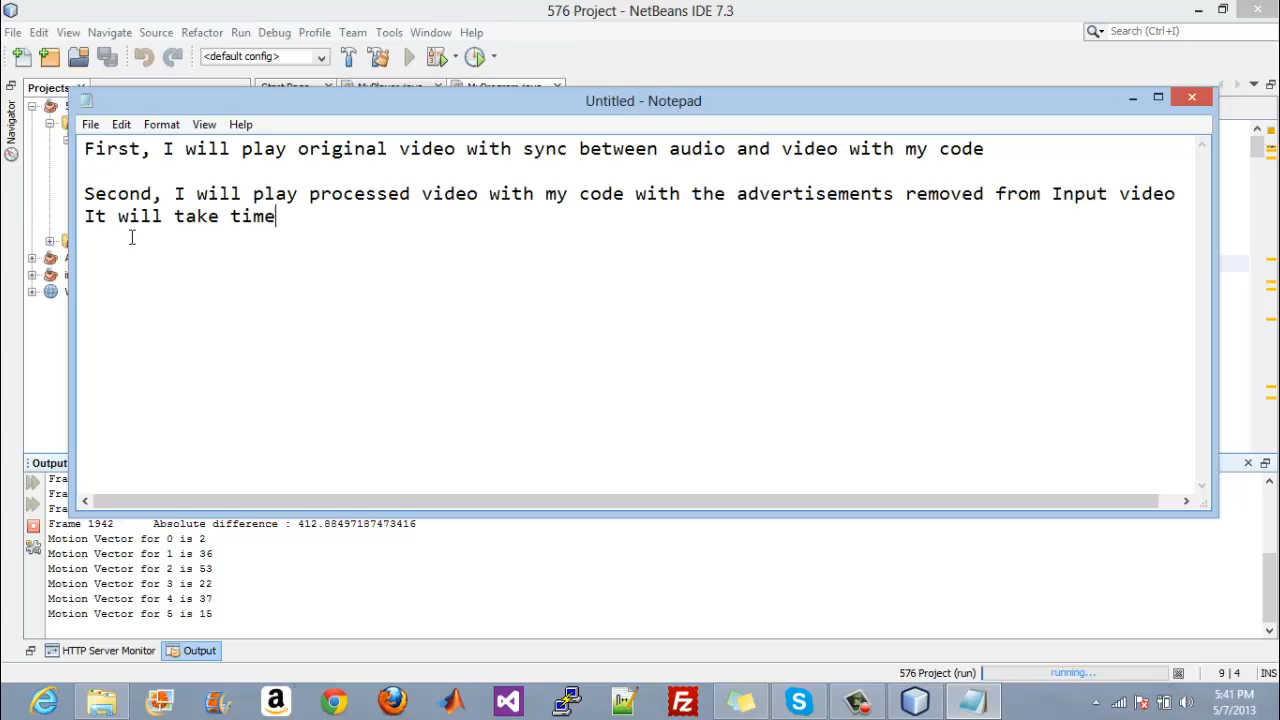 576 Project - NetBeans IDE 7.3
File Edit View Navigate Source Refactor Run Debug Profile Team Tools Window Help
Search (Ctrl+I)
<default config>
Projects
Navigator
Untitled - Notepad
File Edit Format View Help
First, I will play original video with sync between audio and video with my code
Second, I will play processed video with my code with the advertisements removed from Input video
It will take time
Output
Frame 1942 Absolute difference : 412.88497187473416
Motion Vector for 0 is 2
Motion Vector for 1 is 36
Motion Vector for 2 is 53
Motion Vector for 3 is 22
Motion Vector for 4 is 37
Motion Vector for 5 is 15
HTTP Server Monitor Output
576 Project (run) running... 9 | 4 INS
5:41 PM
5/7/2013